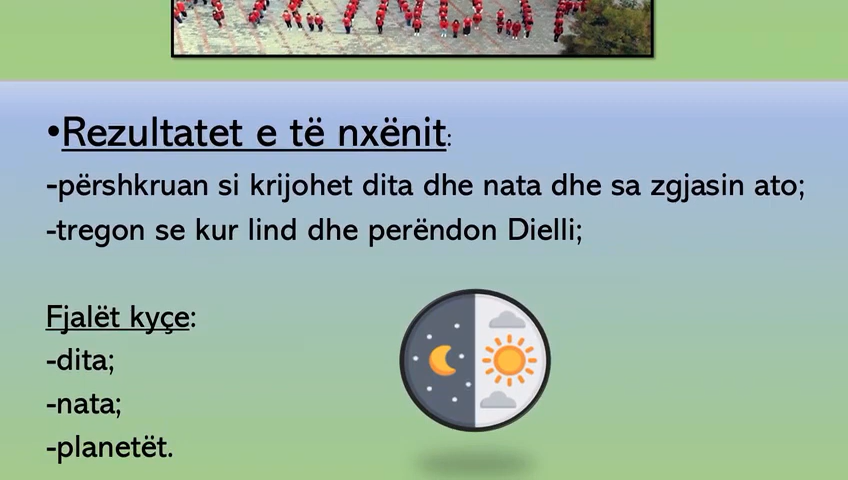 •Rezultatet e të nxënit:
-përshkruan si krijohet dita dhe nata dhe sa zgjasin ato;
-tregon se kur lind dhe perëndon Dielli;
Fjalët kyçe:
-dita;
-nata;
-planetët.